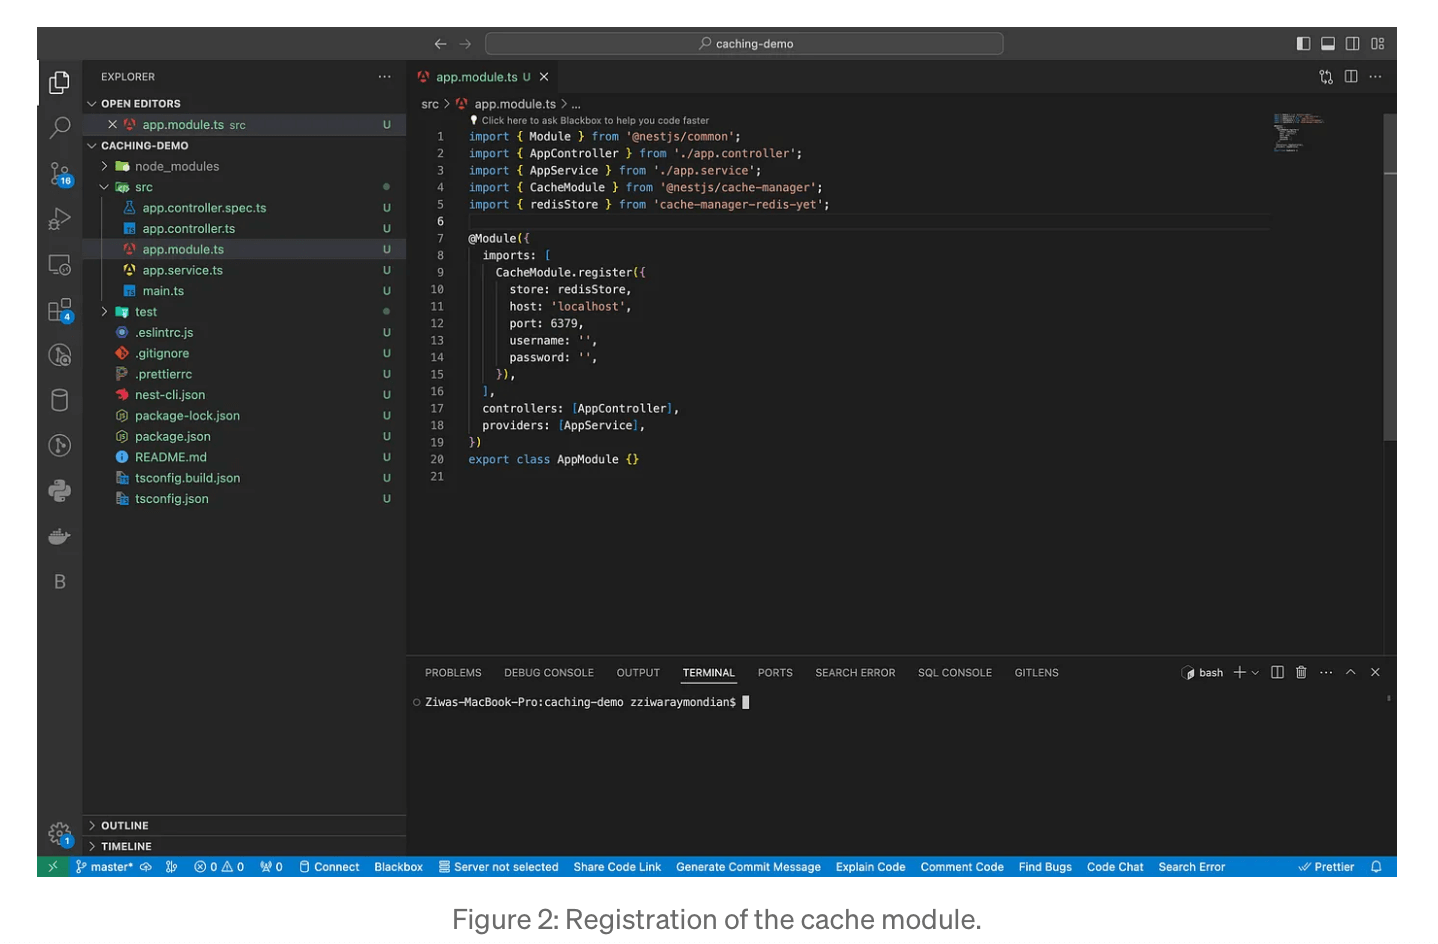 caching-demo
EXPLORER
OPEN EDITORS
app.module.ts src U
CACHING-DEMO
node_modules
src
app.controller.spec.ts U
app.controller.ts U
app.module.ts U
app.service.ts U
main.ts U
test
.eslintrc.js U
.gitignore U
.prettierrc U
nest-cli.json U
package-lock.json U
package.json U
README.md U
tsconfig.build.json U
tsconfig.json U
OUTLINE
TIMELINE
16
4
B
1
app.module.ts U
src > app.module.ts > ...
Click here to ask Blackbox to help you code faster
1 import { Module } from '@nestjs/common';
2 import { AppController } from './app.controller';
3 import { AppService } from './app.service';
4 import { CacheModule } from '@nestjs/cache-manager';
5 import { redisStore } from 'cache-manager-redis-yet';
6
7 @Module({
8 imports: [
9 CacheModule.register({
10 store: redisStore,
11 host: 'localhost',
12 port: 6379,
13 username: '',
14 password: '',
15 }),
16 ],
17 controllers: [AppController],
18 providers: [AppService],
19 })
20 export class AppModule {}
21
PROBLEMS DEBUG CONSOLE OUTPUT TERMINAL PORTS SEARCH ERROR SQL CONSOLE GITLENS bash
Ziwas-MacBook-Pro:caching-demo zziwaraymondian$
master* 0 0 0 Connect Blackbox Server not selected Share Code Link Generate Commit Message Explain Code Comment Code Find Bugs Code Chat Search Error Prettier
Figure 2: Registration of the cache module.